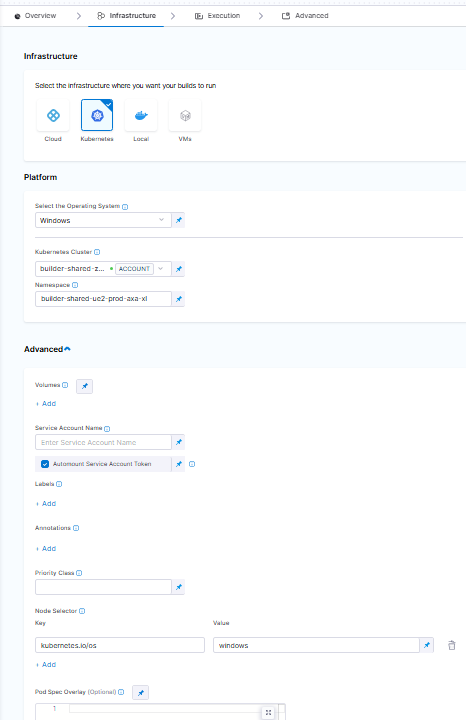 Overview
Infrastructure
Execution
Advanced
Infrastructure
Select the infrastructure where you want your builds to run
Cloud
Kubernetes
Local
VMs
Platform
Select the Operating System
Windows
Kubernetes Cluster
builder-shared-z... ACCOUNT
Namespace
builder-shared-ue2-prod-axa-xl
Advanced
Volumes
+ Add
Service Account Name
Enter Service Account Name
Automount Service Account Token
Labels
+ Add
Annotations
+ Add
Priority Class
Node Selector
Key
Value
kubernetes.io/os
windows
+ Add
Pod Spec Overlay (Optional)
1